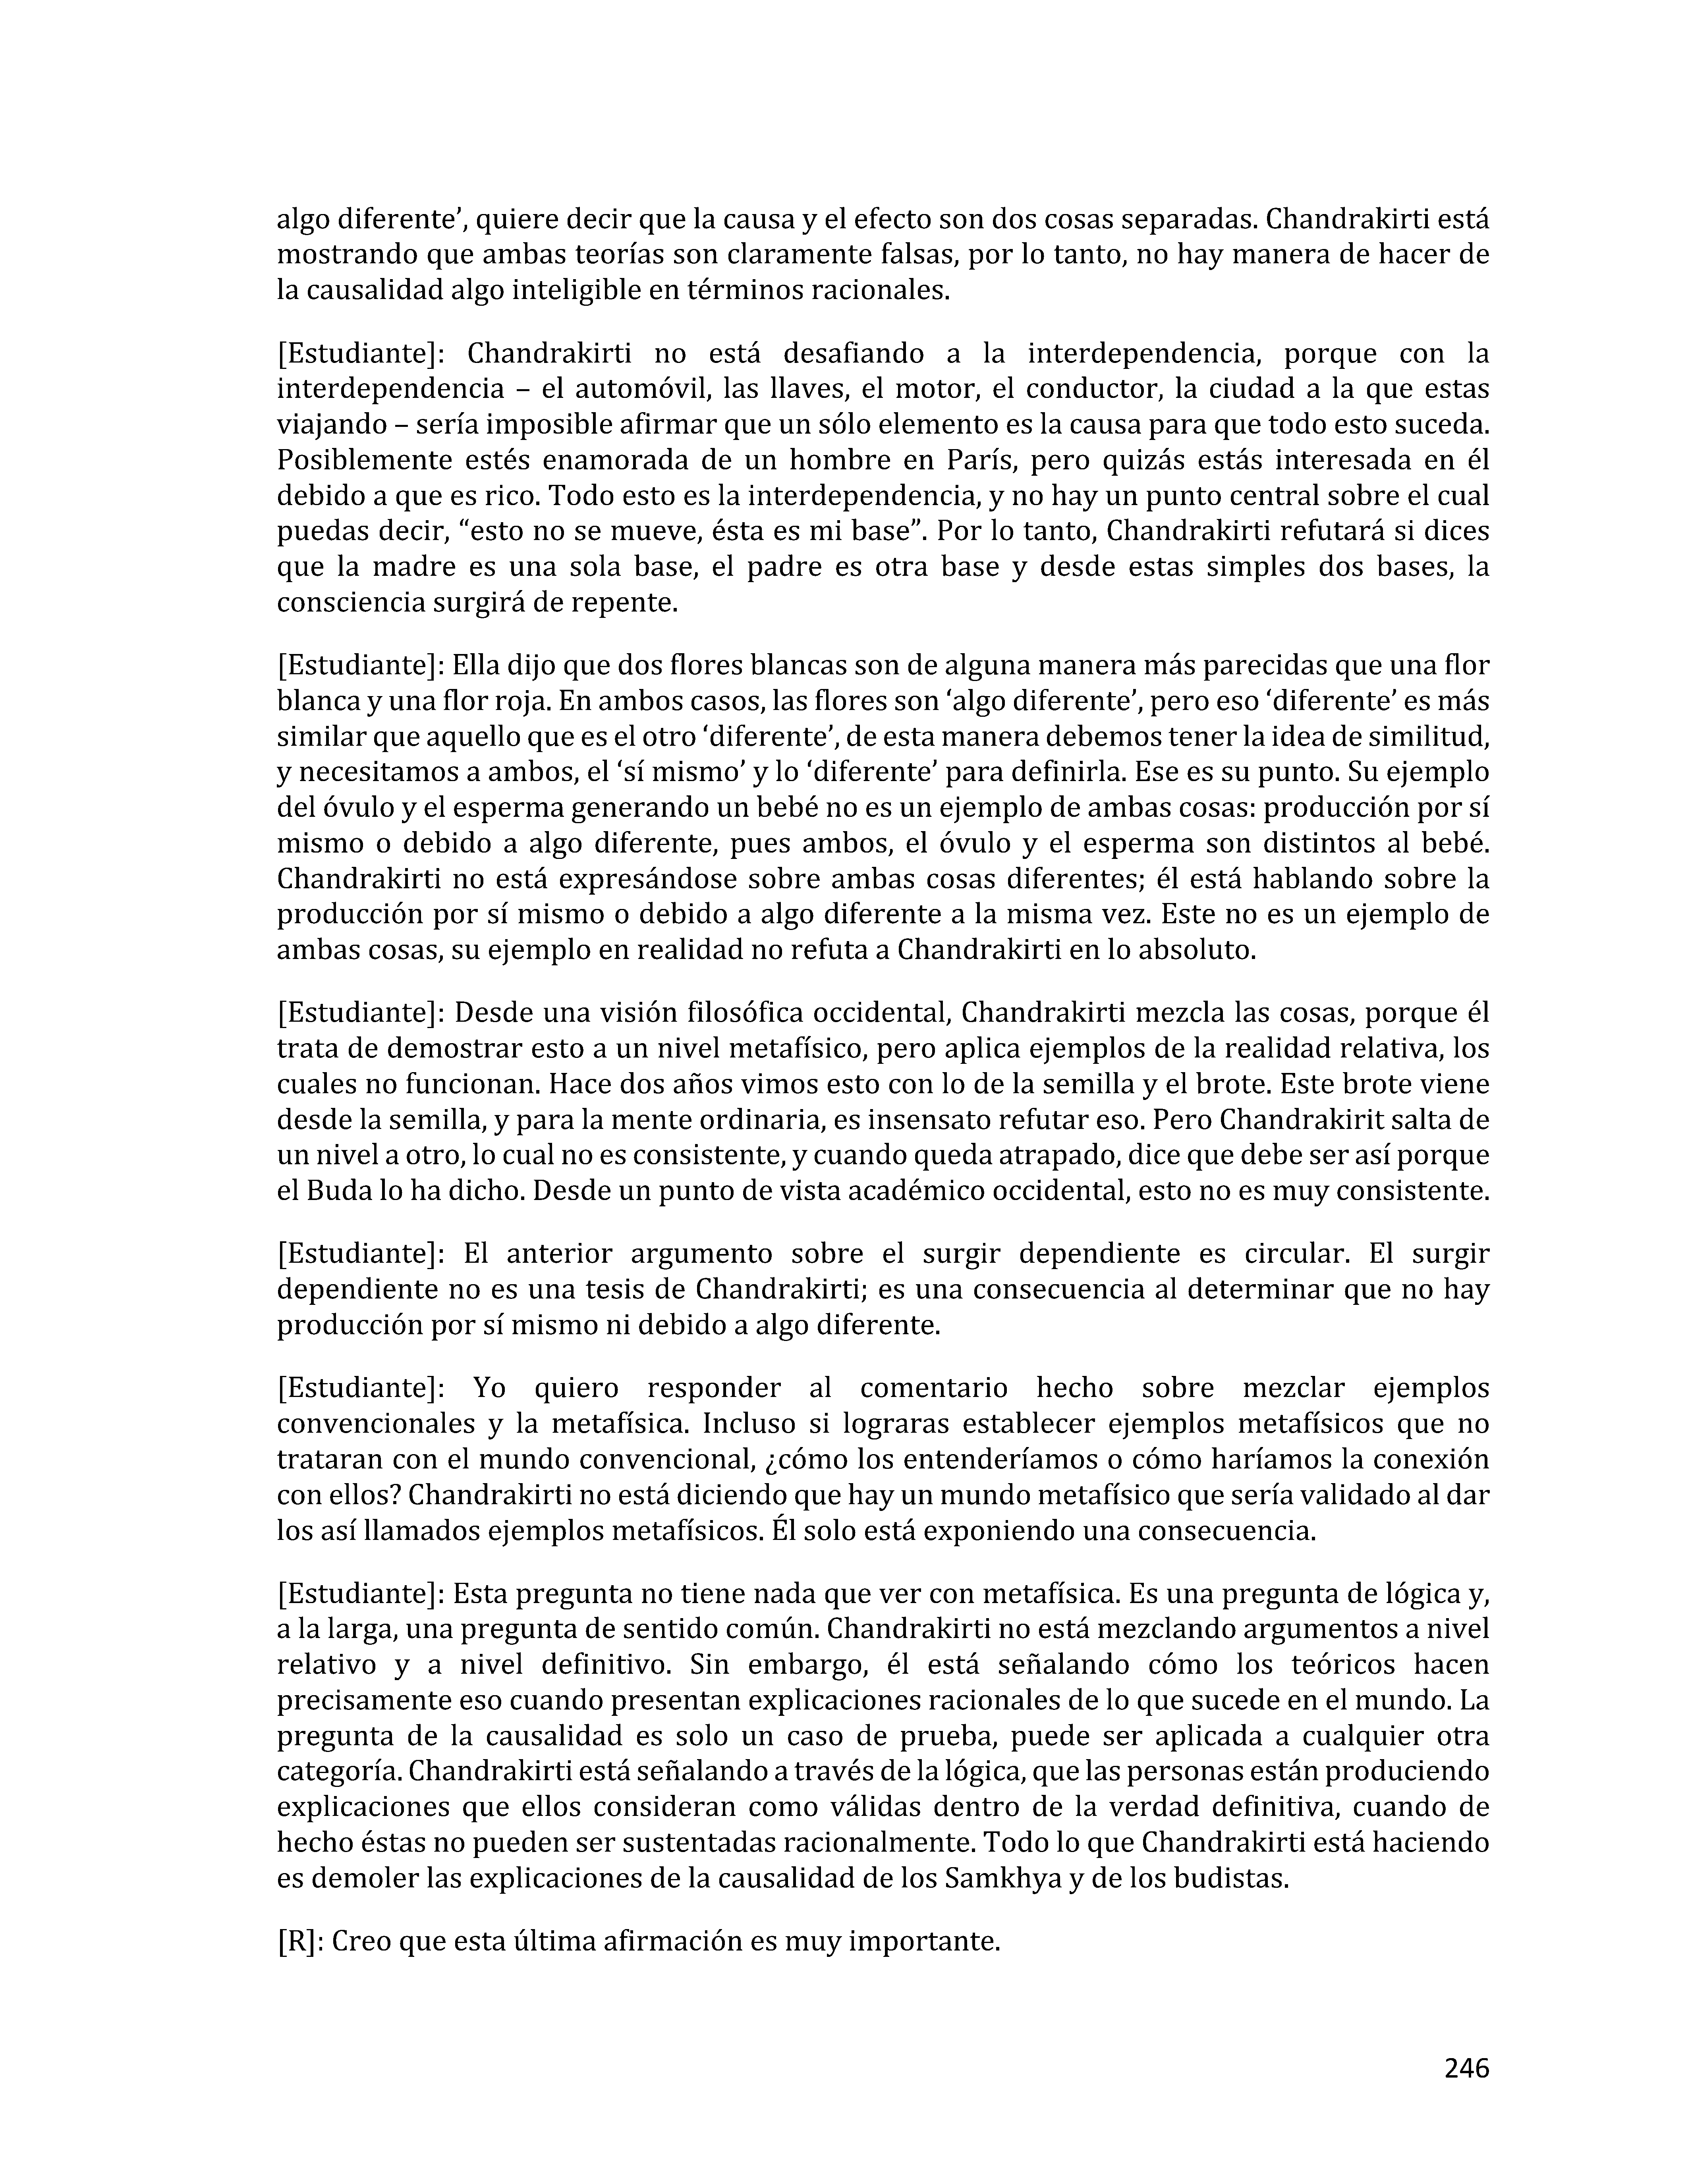 algo diferente’, quiere decir que la causa y el efecto son dos cosas separadas. Chandrakirti está
mostrando que ambas teorías son claramente falsas, por lo tanto, no hay manera de hacer de
la causalidad algo inteligible en términos racionales.
[Estudiante]: Chandrakirti no está desafiando a la interdependencia, porque con la
interdependencia – el automóvil, las llaves, el motor, el conductor, la ciudad a la que estas
viajando – sería imposible afirmar que un sólo elemento es la causa para que todo esto suceda.
Posiblemente estés enamorada de un hombre en París, pero quizás estás interesada en él
debido a que es rico. Todo esto es la interdependencia, y no hay un punto central sobre el cual
puedas decir, “esto no se mueve, ésta es mi base”. Por lo tanto, Chandrakirti refutará si dices
que la madre es una sola base, el padre es otra base y desde estas simples dos bases, la
consciencia surgirá de repente.
[Estudiante]: Ella dijo que dos flores blancas son de alguna manera más parecidas que una flor
blanca y una flor roja. En ambos casos, las flores son ‘algo diferente’, pero eso ‘diferente’ es más
similar que aquello que es el otro ‘diferente’, de esta manera debemos tener la idea de similitud,
y necesitamos a ambos, el ‘sí mismo’ y lo ‘diferente’ para definirla. Ese es su punto. Su ejemplo
del óvulo y el esperma generando un bebé no es un ejemplo de ambas cosas: producción por sí
mismo o debido a algo diferente, pues ambos, el óvulo y el esperma son distintos al bebé.
Chandrakirti no está expresándose sobre ambas cosas diferentes; él está hablando sobre la
producción por sí mismo o debido a algo diferente a la misma vez. Este no es un ejemplo de
ambas cosas, su ejemplo en realidad no refuta a Chandrakirti en lo absoluto.
[Estudiante]: Desde una visión filosófica occidental, Chandrakirti mezcla las cosas, porque él
trata de demostrar esto a un nivel metafísico, pero aplica ejemplos de la realidad relativa, los
cuales no funcionan. Hace dos años vimos esto con lo de la semilla y el brote. Este brote viene
desde la semilla, y para la mente ordinaria, es insensato refutar eso. Pero Chandrakirit salta de
un nivel a otro, lo cual no es consistente, y cuando queda atrapado, dice que debe ser así porque
el Buda lo ha dicho. Desde un punto de vista académico occidental, esto no es muy consistente.
[Estudiante]: El anterior argumento sobre el surgir dependiente es circular. El surgir
dependiente no es una tesis de Chandrakirti; es una consecuencia al determinar que no hay
producción por sí mismo ni debido a algo diferente.
[Estudiante]: Yo quiero responder al comentario hecho sobre mezclar ejemplos
convencionales y la metafísica. Incluso si lograras establecer ejemplos metafísicos que no
trataran con el mundo convencional, ¿cómo los entenderíamos o cómo haríamos la conexión
con ellos? Chandrakirti no está diciendo que hay un mundo metafísico que sería validado al dar
los así llamados ejemplos metafísicos. Él solo está exponiendo una consecuencia.
[Estudiante]: Esta pregunta no tiene nada que ver con metafísica. Es una pregunta de lógica y,
a la larga, una pregunta de sentido común. Chandrakirti no está mezclando argumentos a nivel
relativo y a nivel definitivo. Sin embargo, él está señalando cómo los teóricos hacen
precisamente eso cuando presentan explicaciones racionales de lo que sucede en el mundo. La
pregunta de la causalidad es solo un caso de prueba, puede ser aplicada a cualquier otra
categoría. Chandrakirti está señalando a través de la lógica, que las personas están produciendo
explicaciones que ellos consideran como válidas dentro de la verdad definitiva, cuando de
hecho éstas no pueden ser sustentadas racionalmente. Todo lo que Chandrakirti está haciendo
es demoler las explicaciones de la causalidad de los Samkhya y de los budistas.
[R]: Creo que esta última afirmación es muy importante.
246